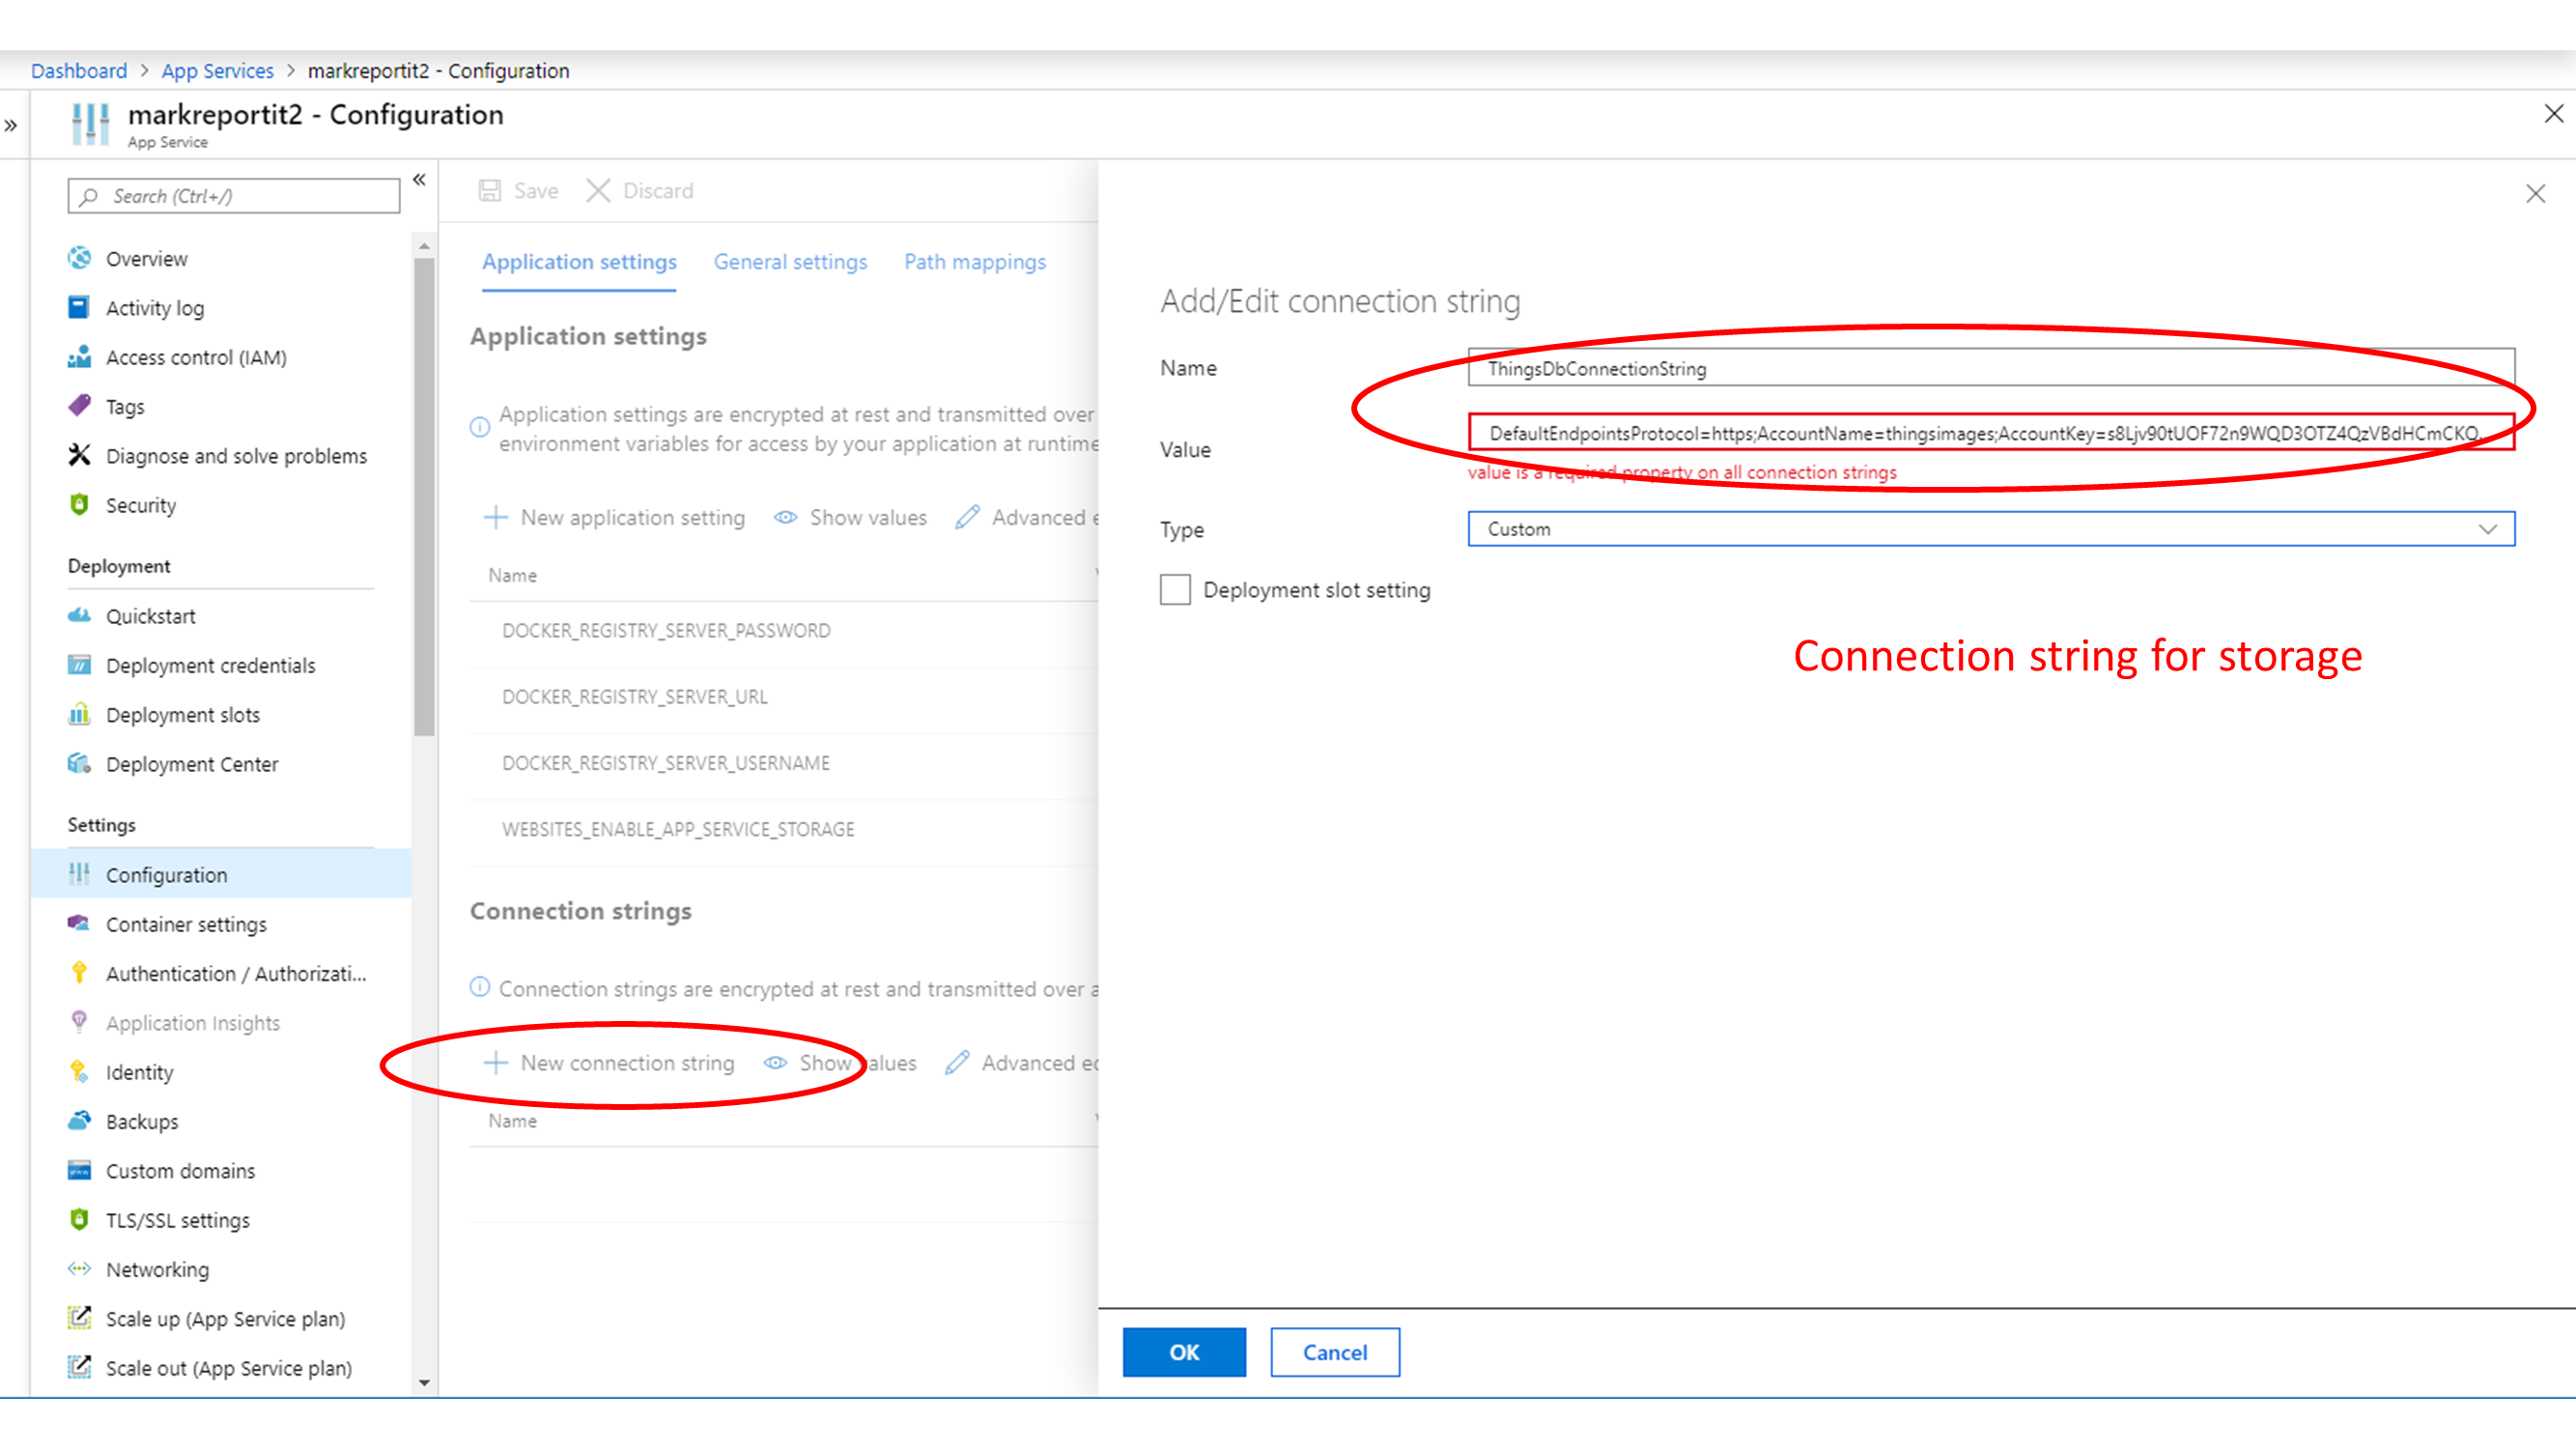 Dashboard > App Services > markreportit2 - Configuration
markreportit2 - Configuration
App Service
Search (Ctrl+/)
Overview
Activity log
Access control (IAM)
Tags
Diagnose and solve problems
Security
Deployment
Quickstart
Deployment credentials
Deployment slots
Deployment Center
Settings
Configuration
Container settings
Authentication / Authorizati...
Application Insights
Identity
Backups
Custom domains
TLS/SSL settings
Networking
Scale up (App Service plan)
Scale out (App Service plan)
Save Discard
Application settings General settings Path mappings
Application settings
Application settings are encrypted at rest and transmitted over
environment variables for access by your application at runtime
New application setting Show values Advanced e
Name
DOCKER_REGISTRY_SERVER_PASSWORD
DOCKER_REGISTRY_SERVER_URL
DOCKER_REGISTRY_SERVER_USERNAME
WEBSITES_ENABLE_APP_SERVICE_STORAGE
Connection strings
Connection strings are encrypted at rest and transmitted over a
New connection string Show values Advanced ed
Name
Add/Edit connection string
Name ThingsDbConnectionString
Value DefaultEndpointsProtocol=https;AccountName=thingsimages;AccountKey=s8Ljv90tUOF72n9WQD3OTZ4QzVBdHCmCKQ...
value is a required property on all connection strings
Type Custom
Deployment slot setting
Connection string for storage
OK Cancel